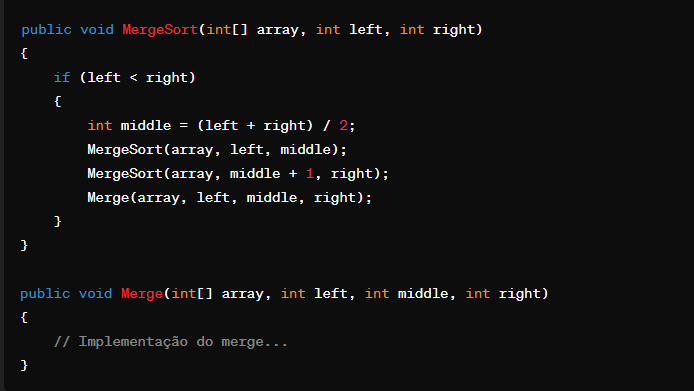 public void MergeSort(int[] array, int left, int right)
{
    if (left < right)
    {
        int middle = (left + right) / 2;
        MergeSort(array, left, middle);
        MergeSort(array, middle + 1, right);
        Merge(array, left, middle, right);
    }
}

public void Merge(int[] array, int left, int middle, int right)
{
    // Implementação do merge...
}